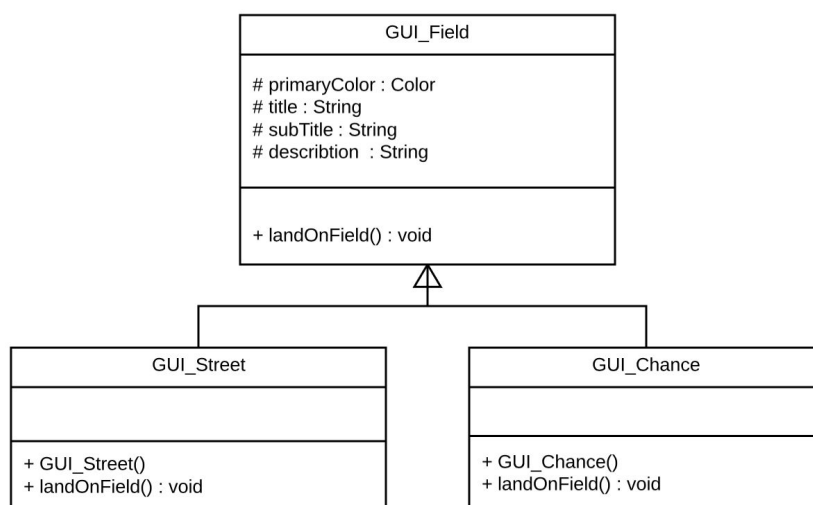 GUI_Field
# primaryColor : Color
# title : String
# subTitle : String
# describtion : String
+ landOnField() : void
GUI_Street
+ GUI_Street()
+ landOnField() : void
GUI_Chance
+ GUI_Chance()
+ landOnField() : void